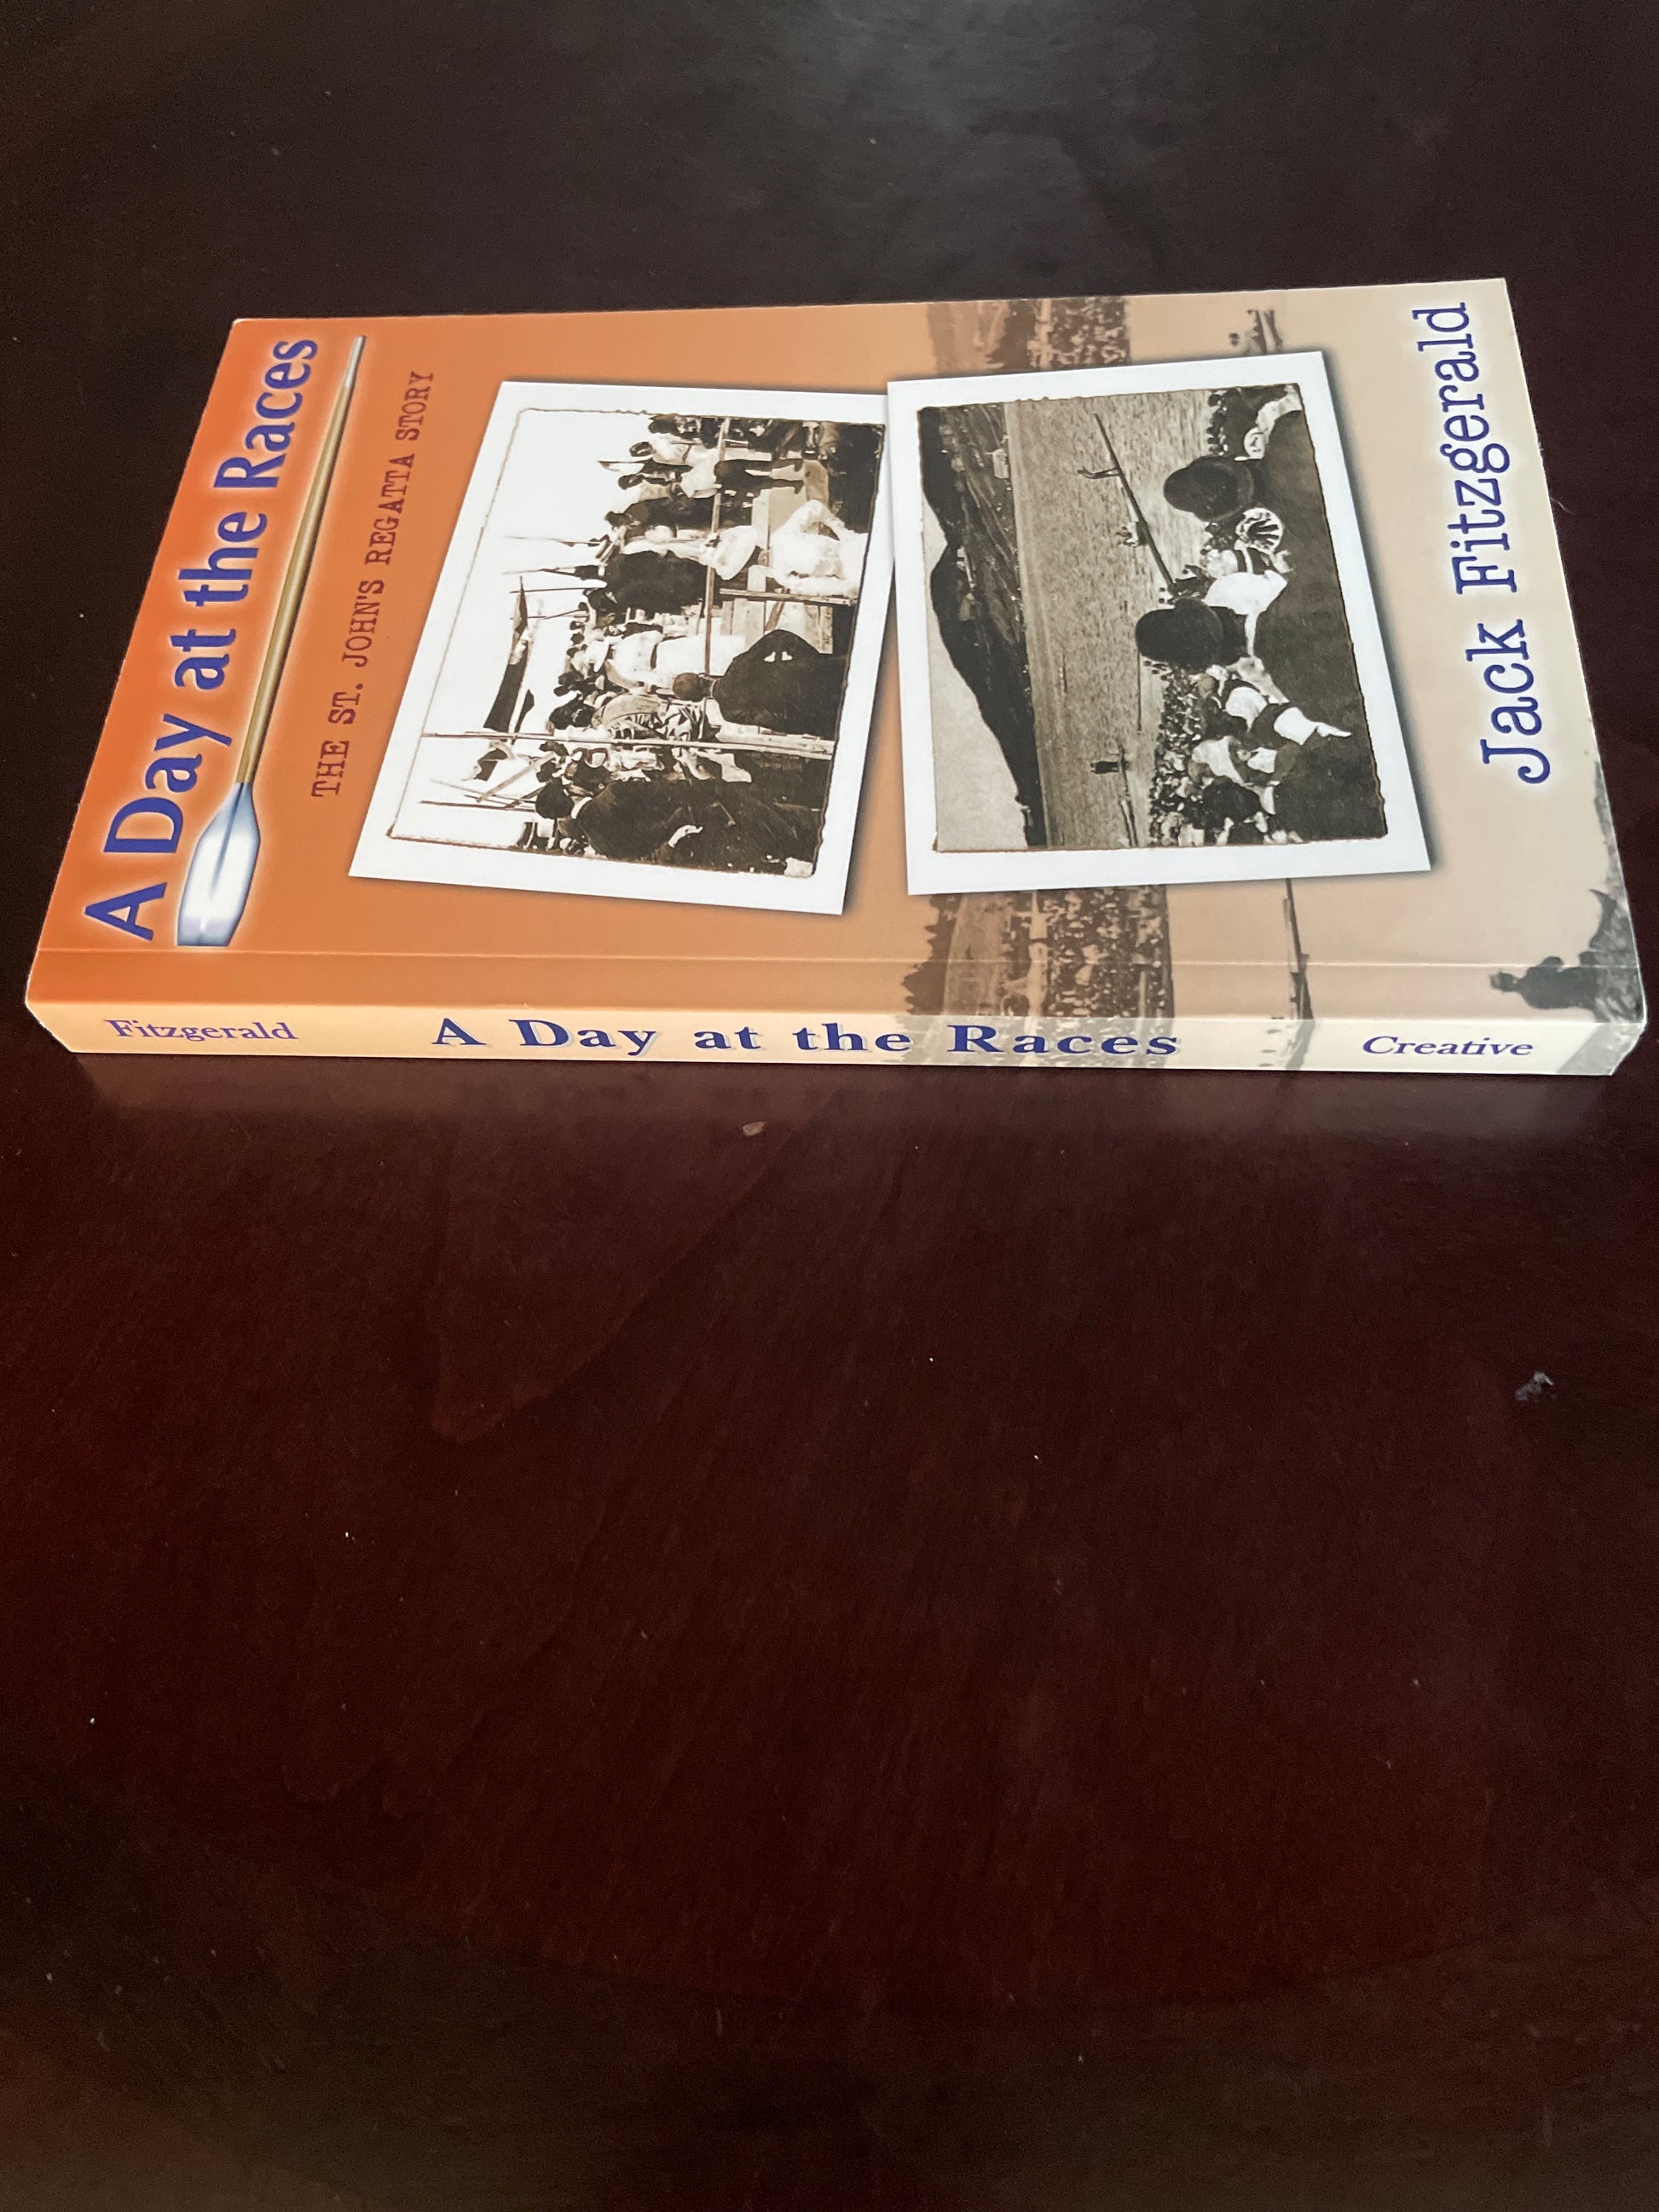 A Day at the Races
THE ST. JOHN'S REGATTA STORY
Jack Fitzgerald
Fitzgerald
A Day at the Races
Creative